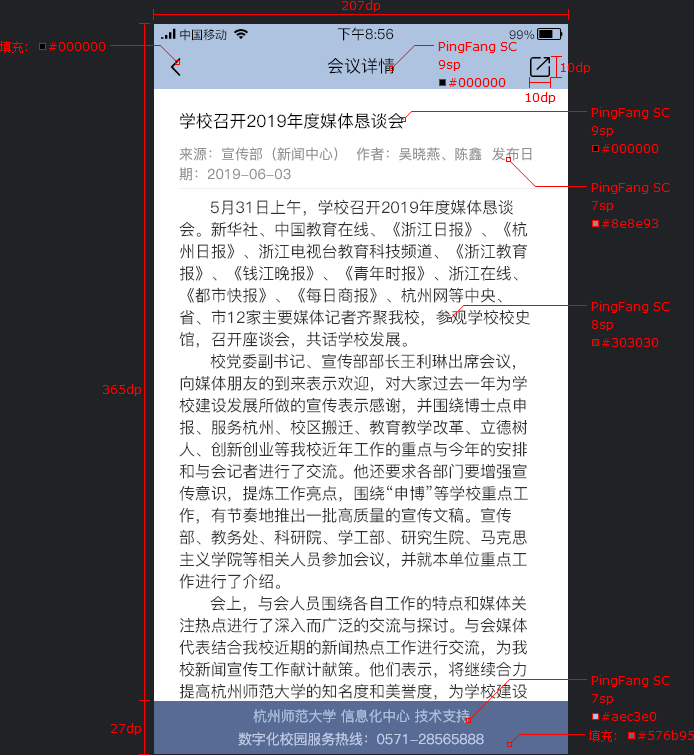 207dp
中国移动 下午8:56 99%
填充: #000000
会议详情
PingFang SC
9sp
#000000
10dp
10dp
学校召开2019年度媒体恳谈会
PingFang SC
9sp
#000000
来源：宣传部（新闻中心） 作者：吴晓燕、陈鑫 发布日
期：2019-06-03
PingFang SC
7sp
#8e8e93
5月31日上午，学校召开2019年度媒体恳谈
会。新华社、中国教育在线、《浙江日报》、《杭
州日报》、浙江电视台教育科技频道、《浙江教育
报》、《钱江晚报》、《青年时报》、浙江在线、
《都市快报》、《每日商报》、杭州网等中央、
省、市12家主要媒体记者齐聚我校，参观学校校史
馆，召开座谈会，共话学校发展。
PingFang SC
8sp
#303030
校党委副书记、宣传部部长王利琳出席会议，
向媒体朋友的到来表示欢迎，对大家过去一年为学
校建设发展所做的宣传表示感谢，并围绕博士点申
报、服务杭州、校区搬迁、教育教学改革、立德树
人、创新创业等我校近年工作的重点与今年的安排
和与会记者进行了交流。他还要求各部门要增强宣
传意识，提炼工作亮点，围绕“申博”等学校重点工
作，有节奏地推出一批高质量的宣传文稿。宣传
部、教务处、科研院、学工部、研究生院、马克思
主义学院等相关人员参加会议，并就本单位重点工
作进行了介绍。
365dp
会上，与会人员围绕各自工作的特点和媒体关
注热点进行了深入而广泛的交流与探讨。与会媒体
代表结合我校近期的新闻热点工作进行交流，为我
校新闻宣传工作献计献策。他们表示，将继续合力
提高杭州师范大学的知名度和美誉度，为学校建设
PingFang SC
7sp
#aec3e0
27dp
杭州师范大学 信息化中心 技术支持
数字化校园服务热线：0571-28565888
填充: #576b95